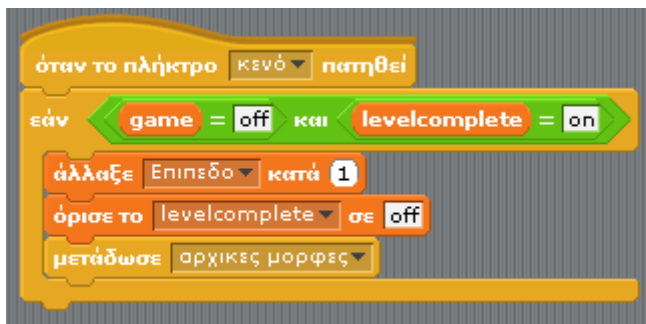 όταν το πλήκτρο κενό πατηθεί
εάν game = off και levelcomplete = on
άλλαξε Επιπεδο κατά 1
όρισε το levelcomplete σε off
μετάδωσε αρχικες μορφες